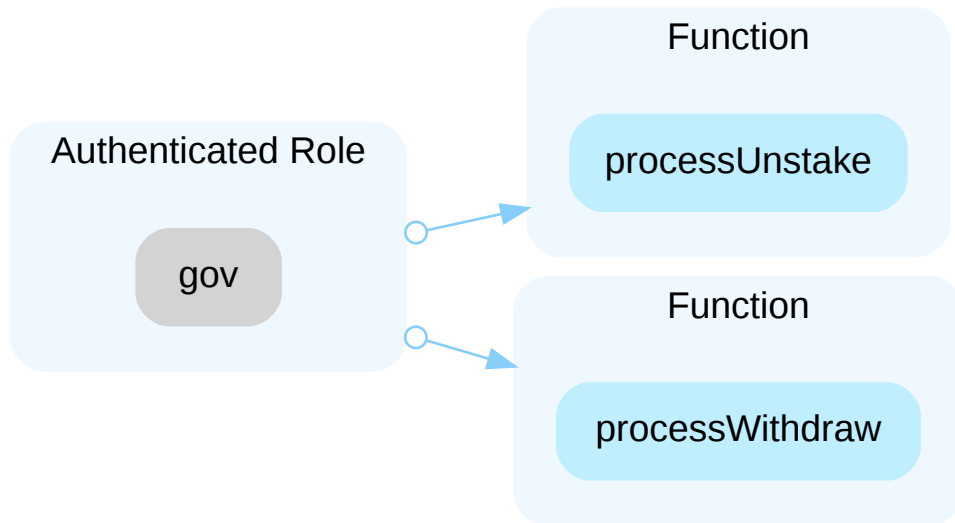 Authenticated Role
gov
Function
processUnstake
Function
processWithdraw